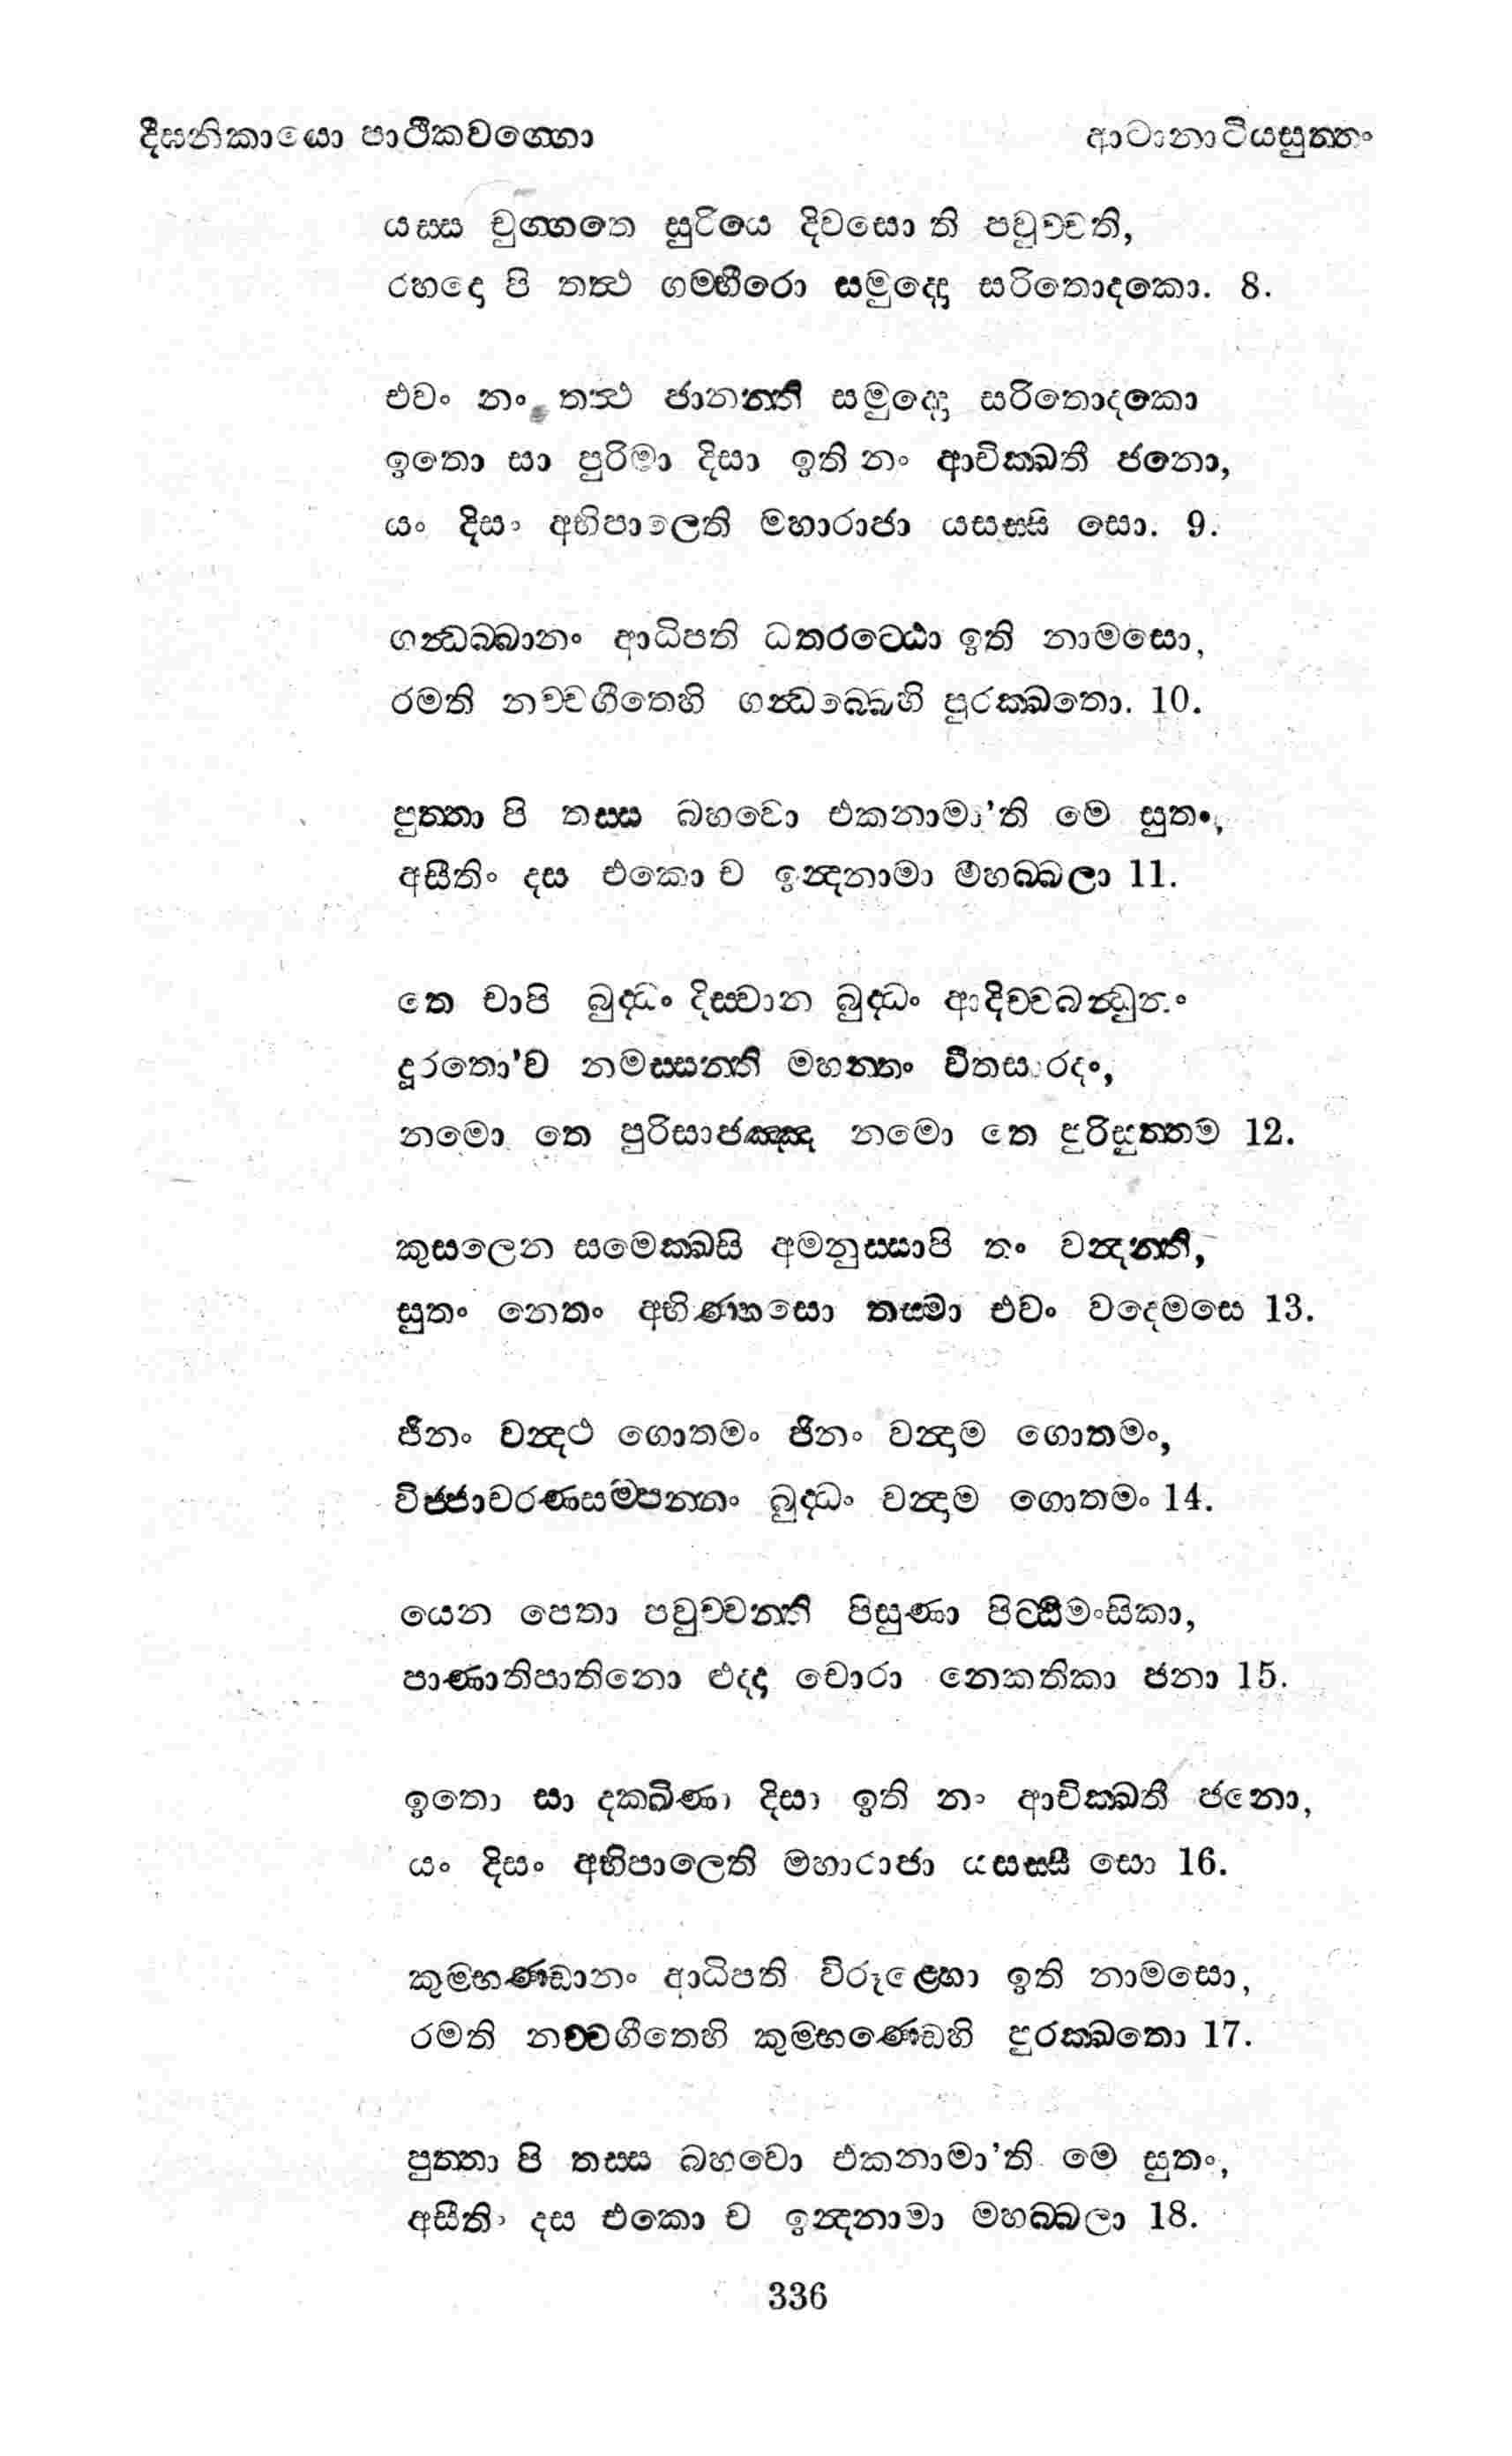 දීඝනිකායො පාථිකවග්ගො
ආටානාටියසුත්තං
යස්ස චුග්ගතෙ සුරියෙ දිවසො ති පවුච්චති,
රහදො පි තත්ථ ගම්භීරො සමුද්දො සරිතොදකො. 8.
එවං නං තත්ථ ජානන්ති සමුද්දො සරිතොදකො
ඉතො සා පුරිමා දිසා ඉති නං ආචික්ඛතී ජනො,
යං දිසං අභිපාලෙති මහාරාජා යසස්සි සො. 9.
ගන්ධබ්බානං ආධිපති ධතරට්ඨො ඉති නාමසො,
රමති නච්චගීතෙහි ගන්ධබ්බෙහි පුරක්ඛතො. 10.
පුත්තා පි තස්ස බහවො එකනාමා'ති මෙ සුතං,
අසීතිං දස එකො ච ඉන්දනාමා මහබ්බලා 11.
තෙ චාපි බුද්ධං දිස්වාන බුද්ධං ආදිච්චබන්ධුනං
දූරතො'ව නමස්සන්ති මහන්තං වීතසාරදං,
නමො තෙ පුරිසාජඤ්ඤ නමො තෙ පුරිසුත්තම 12.
කුසලෙන සමෙක්ඛසි අමනුස්සාපි තං වන්දන්ති,
සුතං නෙතං අභිණ්හසො තස්මා එවං වදෙමසෙ 13.
ජිනං වන්දථ ගොතමං ජිනං වන්දාම ගොතමං,
විජ්ජාචරණසම්පන්නං බුද්ධං වන්දාම ගොතමං 14.
යෙන පෙතා පවුච්චන්ති පිසුණා පිට්ඨිමංසිකා,
පාණාතිපාතිනො ළුද්දා චොරා නෙකතිකා ජනා 15.
ඉතො සා දක්ඛිණා දිසා ඉති නං ආචික්ඛතී ජනො,
යං දිසං අභිපාලෙති මහාරාජා යසස්සී සො 16.
කුම්භණ්ඩානං ආධිපති විරූළ්හො ඉති නාමසො,
රමති නච්චගීතෙහි කුම්භණ්ඩෙහි පුරක්ඛතො 17.
පුත්තා පි තස්ස බහවො එකනාමා'ති මෙ සුතං,
අසීතිං දස එකො ච ඉන්දනාමා මහබ්බලා 18.
336